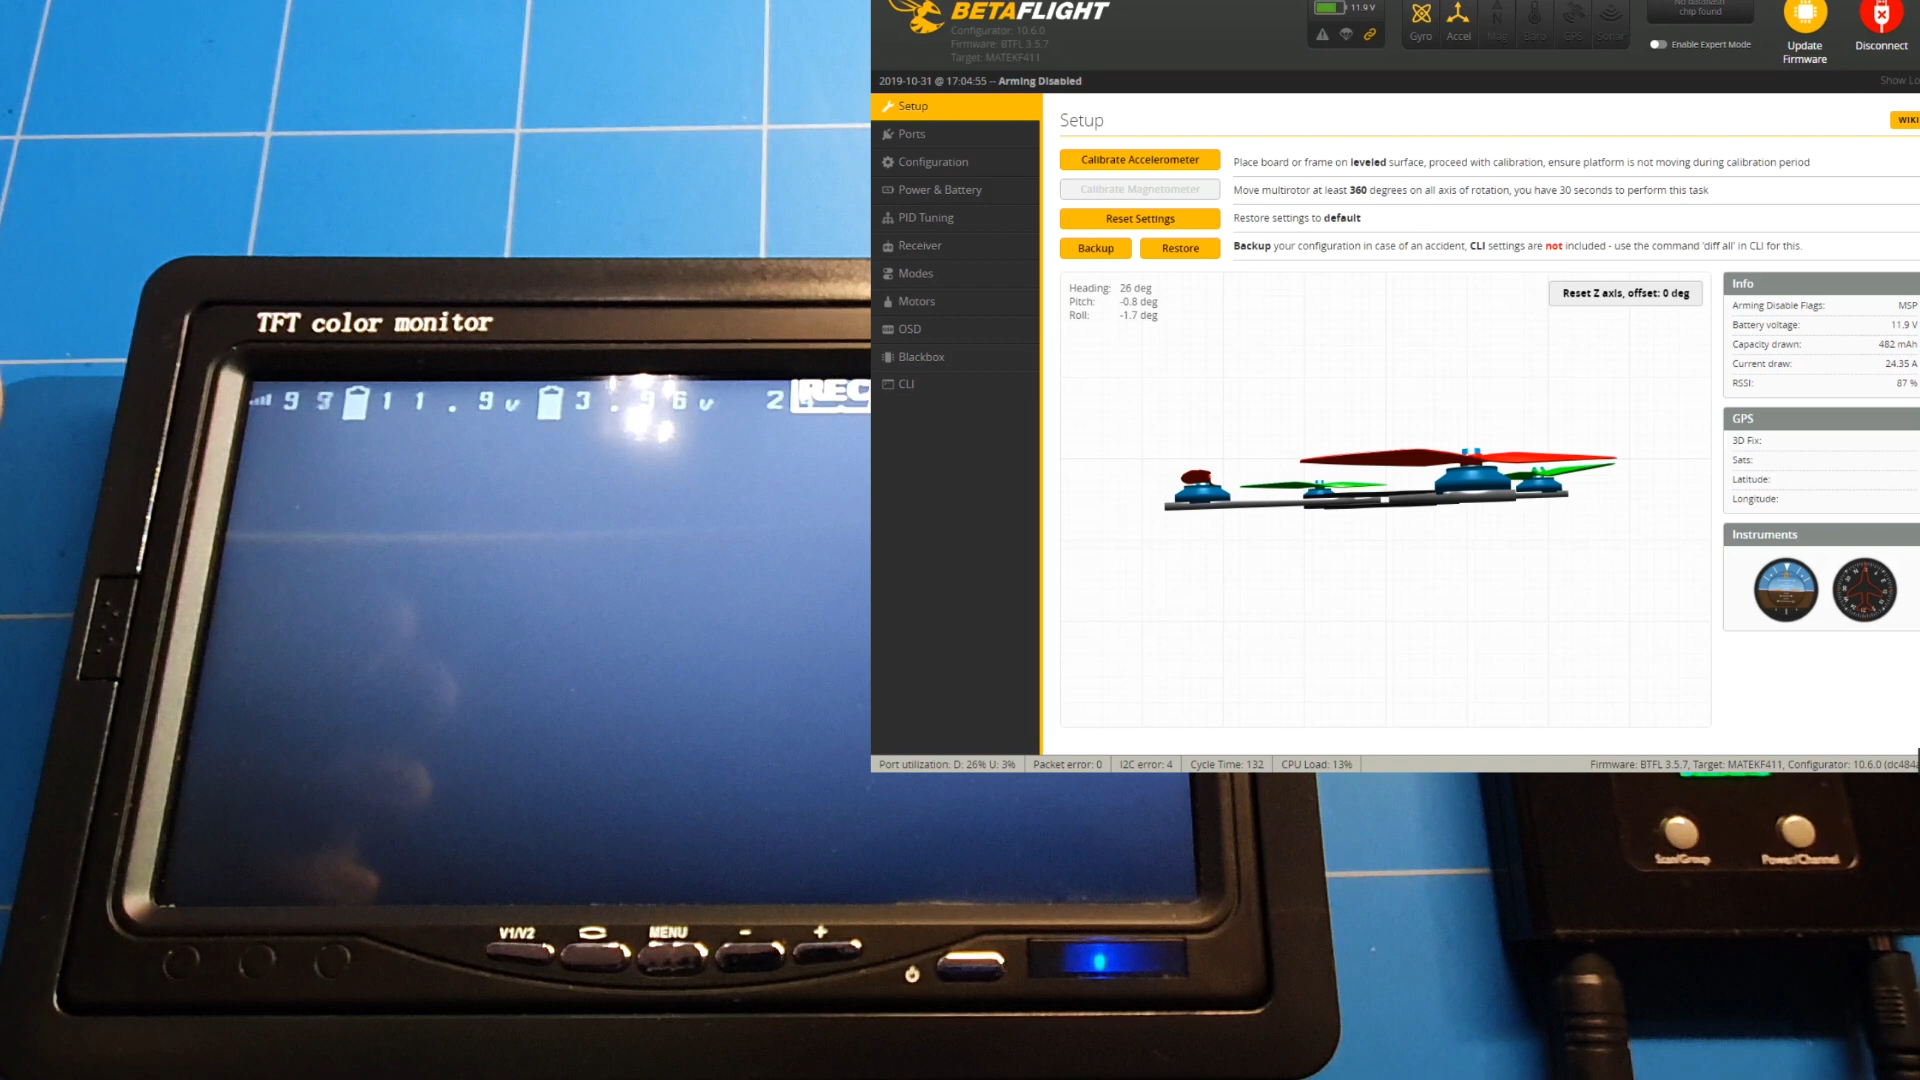 BETAFLIGHT
Configurator: 10.6.0
Firmware: BTFL 3.5.7
Target: MATEKF411
11.9 V
Gyro
Accel
Mag
Baro
GPS
Sonar
chip found
Enable Expert Mode
Update
Firmware
Disconnect
2019-10-31 @ 17:04:55 -- Arming Disabled
Show Lo
Setup
Ports
Configuration
Power & Battery
PID Tuning
Receiver
Modes
Motors
OSD
Blackbox
CLI
Setup
WIKI
Calibrate Accelerometer
Place board or frame on leveled surface, proceed with calibration, ensure platform is not moving during calibration period
Calibrate Magnetometer
Move multirotor at least 360 degrees on all axis of rotation, you have 30 seconds to perform this task
Reset Settings
Restore settings to default
Backup
Restore
Backup your configuration in case of an accident, CLI settings are not included - use the command 'diff all' in CLI for this.
Heading: 26 deg
Pitch: -0.8 deg
Roll: -1.7 deg
Reset Z axis, offset: 0 deg
Info
Arming Disable Flags: MSP
Battery voltage: 11.9 V
Capacity drawn: 482 mAh
Current draw: 24.35 A
RSSI: 87 %
GPS
3D Fix:
Sats:
Latitude:
Longitude:
Instruments
Port utilization: D: 26% U: 3%
Packet error: 0
I2C error: 4
Cycle Time: 132
CPU Load: 13%
Firmware: BTFL 3.5.7, Target: MATEKF411, Configurator: 10.6.0 (dc484
TFT color monitor
11.9v
REC
V1/V2
MENU
-
+
Scan/Group
Power/Channel